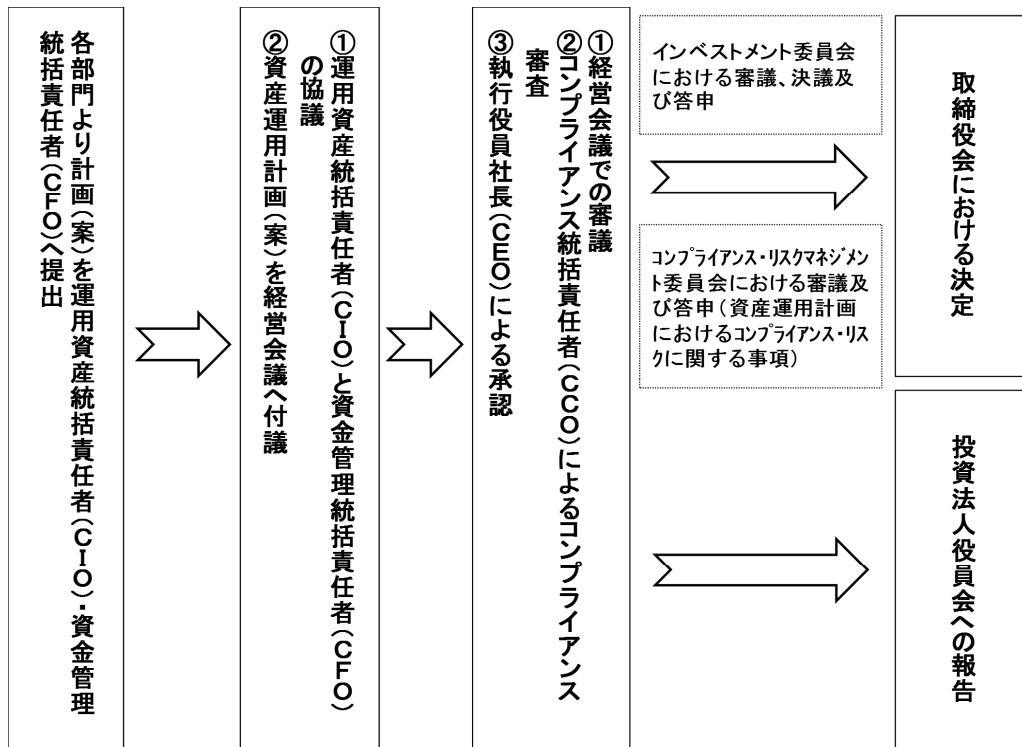 各部門より計画(案)を運用資産統括責任者(CIO)・資金管理
統括責任者(CFO)へ提出
①運用資産統括責任者(CIO)と資金管理統括責任者(CFO)
の協議
②資産運用計画(案)を経営会議へ付議
①経営会議での審議
②コンプライアンス統括責任者(CCO)によるコンプライアンス
審査
③執行役員社長(CEO)による承認
インベストメント委員会
における審議、決議及
び答申
コンプライアンス・リスクマネジメン
ト委員会における審議及
び答申(資産運用計画
におけるコンプライアンス・リス
クに関する事項)
取締役会における決定
投資法人役員会への報告